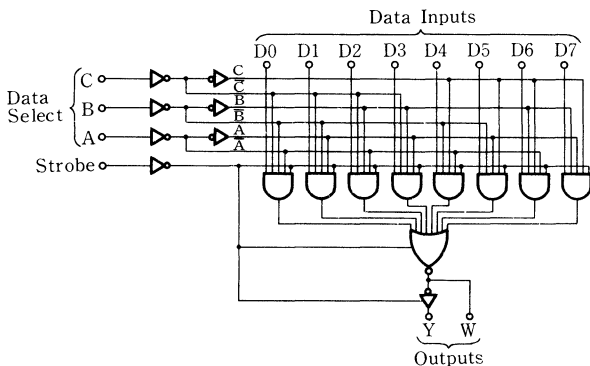 Data Inputs
D0 D1 D2 D3 D4 D5 D6 D7
C
B
A
Data
Select
Strobe
C
C̅
B
B̅
A
A̅
Y W
Outputs